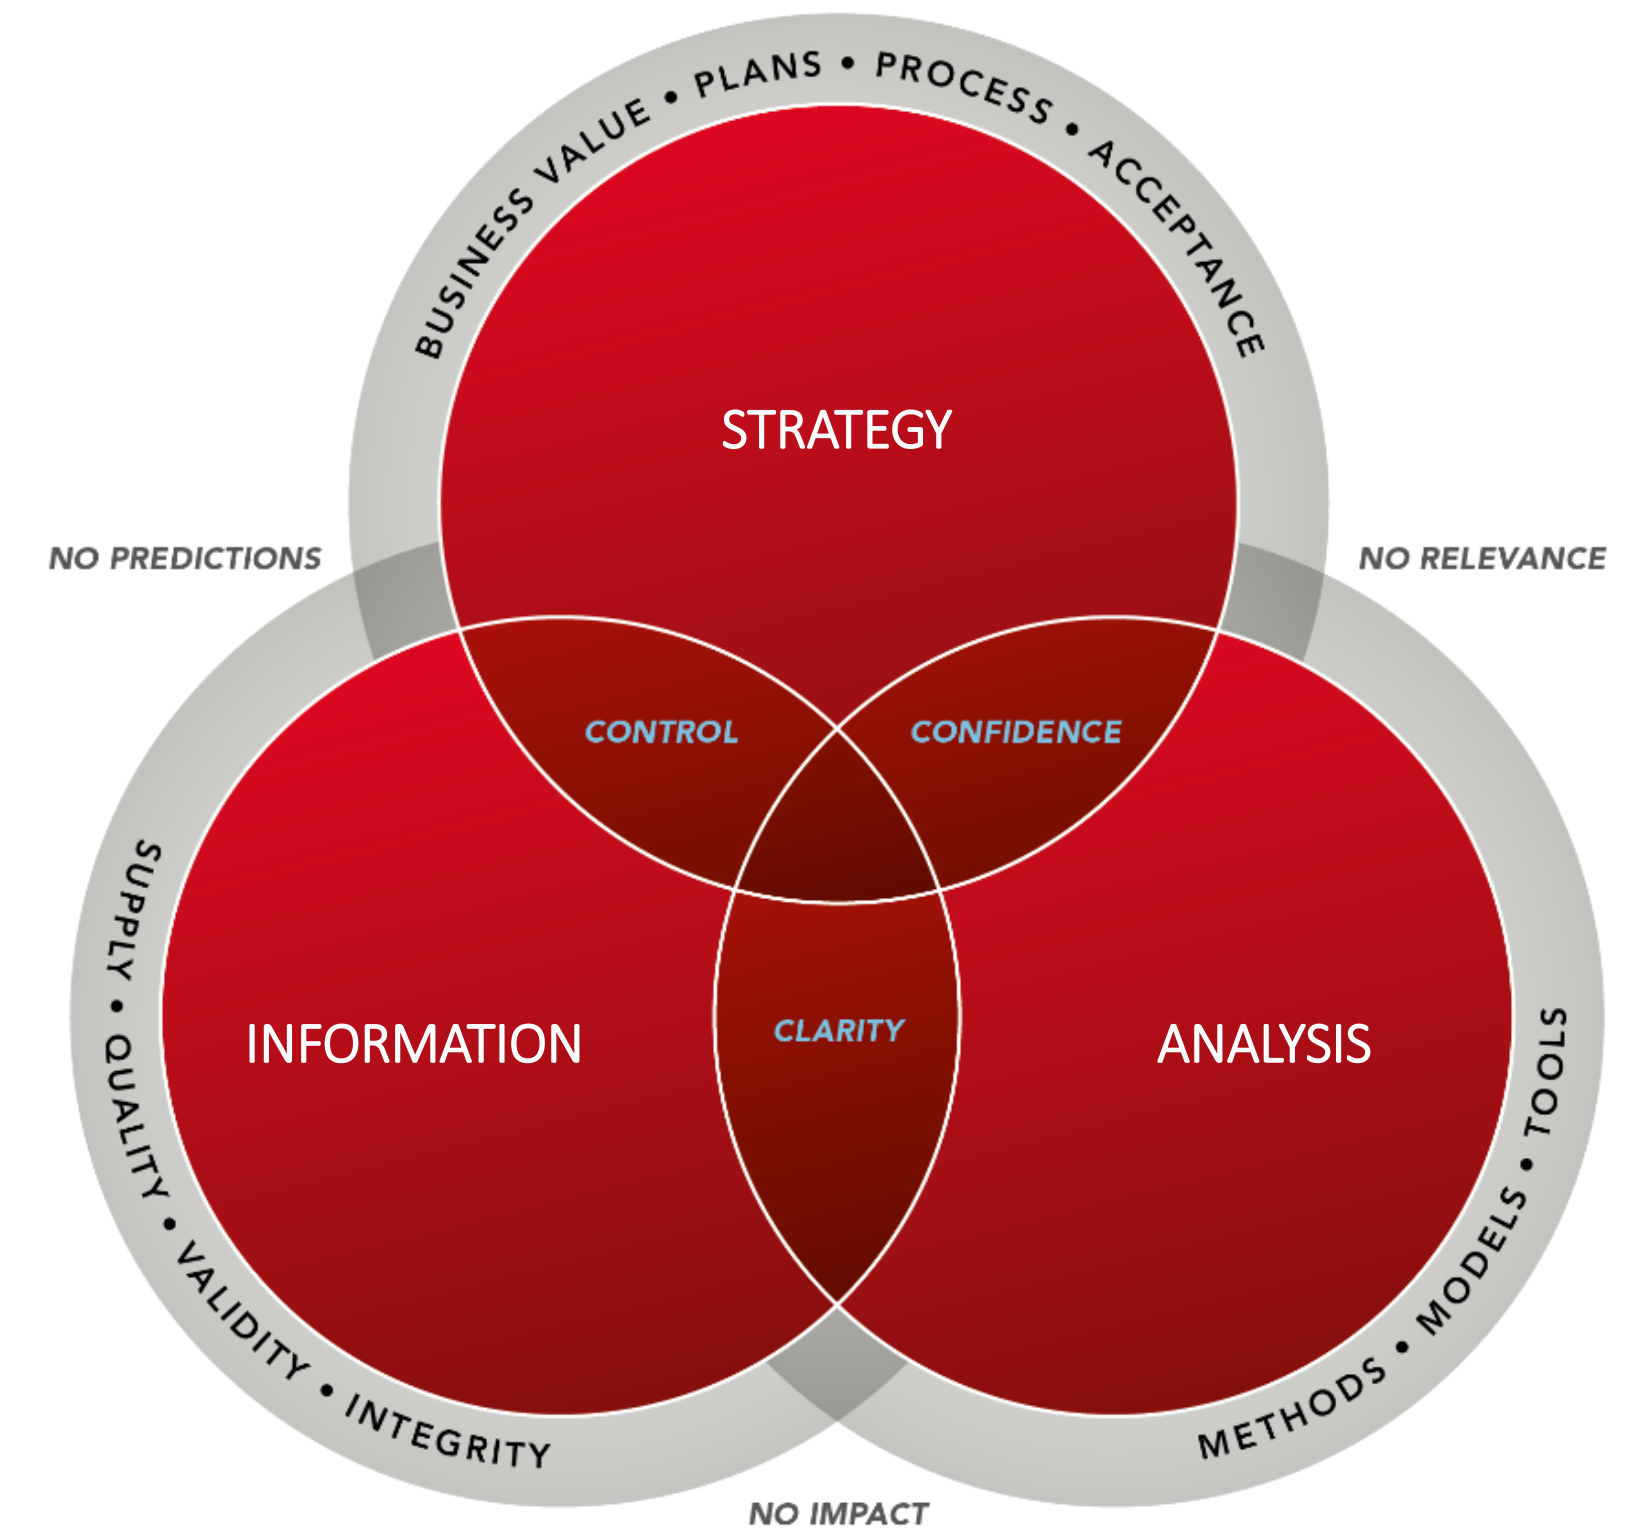 BUSINESS VALUE • PLANS • PROCESS • ACCEPTANCE
STRATEGY
NO PREDICTIONS
NO RELEVANCE
CONTROL
CONFIDENCE
SUPPLY • QUALITY • VALIDITY • INTEGRITY
INFORMATION
CLARITY
ANALYSIS
METHODS • MODELS • TOOLS
NO IMPACT